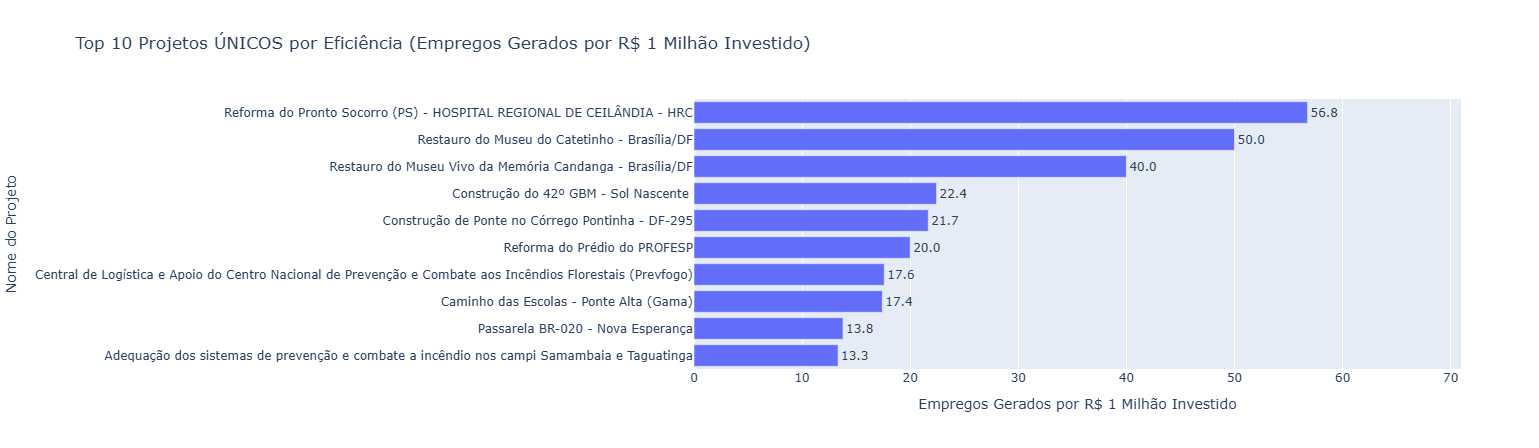 Top 10 Projetos ÚNICOS por Eficiência (Empregos Gerados por R$ 1 Milhão Investido)
Nome do Projeto
Reforma do Pronto Socorro (PS) - HOSPITAL REGIONAL DE CEILÂNDIA - HRC 56.8
Restauro do Museu do Catetinho - Brasília/DF 50.0
Restauro do Museu Vivo da Memória Candanga - Brasília/DF 40.0
Construção do 42º GBM - Sol Nascente 22.4
Construção de Ponte no Córrego Pontinha - DF-295 21.7
Reforma do Prédio do PROFESP 20.0
Central de Logística e Apoio do Centro Nacional de Prevenção e Combate aos Incêndios Florestais (Prevfogo) 17.6
Caminho das Escolas - Ponte Alta (Gama) 17.4
Passarela BR-020 - Nova Esperança 13.8
Adequação dos sistemas de prevenção e combate a incêndio nos campi Samambaia e Taguatinga 13.3
0 10 20 30 40 50 60 70
Empregos Gerados por R$ 1 Milhão Investido